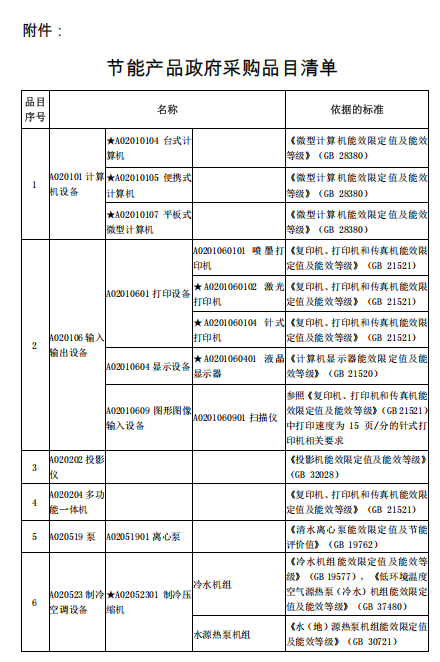 附件：
节能产品政府采购品目清单
品目
序号
名称
依据的标准
1
A020101 计算
机设备
★A02010104 台式计
算机
《微型计算机能效限定值及能效
等级》（GB 28380）
★A02010105 便携式
计算机
《微型计算机能效限定值及能效
等级》（GB 28380）
★A02010107 平板式
微型计算机
《微型计算机能效限定值及能效
等级》（GB 28380）
2
A020106 输入
输出设备
A02010601 打印设备
A0201060101 喷墨打
印机
《复印机、打印机和传真机能效限
定值及能效等级》（GB 21521）
★A0201060102 激光
打印机
《复印机、打印机和传真机能效限
定值及能效等级》（GB 21521）
★A0201060104 针式
打印机
《复印机、打印机和传真机能效限
定值及能效等级》（GB 21521）
A02010604 显示设备
★A0201060401 液晶
显示器
《计算机显示器能效限定值及能
效等级》（GB 21520）
A02010609 图形图像
输入设备
A0201060901 扫描仪
参照《复印机、打印机和传真机能
效限定值及能效等级》（GB 21521）
中打印速度为 15 页/分的针式打
印机相关要求
3
A020202 投影
仪
《投影机能效限定值及能效等级》
（GB 32028）
4
A020204 多功
能一体机
《复印机、打印机和传真机能效限
定值及能效等级》（GB 21521）
5
A020519 泵
A02051901 离心泵
《清水离心泵能效限定值及节能
评价值》（GB 19762）
6
A020523 制冷
空调设备
★A02052301 制冷压
缩机
冷水机组
《冷水机组能效限定值及能效等
级》（GB 19577），《低环境温度
空气源热泵（冷水）机组能效限定
值及能效等级》（GB 37480）
水源热泵机组
《水（地）源热泵机组能效限定值
及能效等级》（GB 30721）